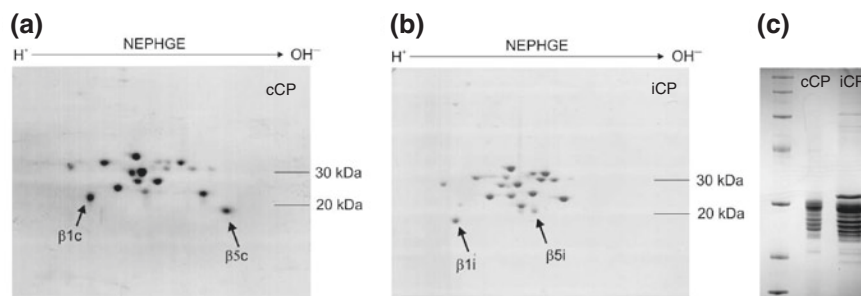 (a)
NEPHGE
H⁺ OH⁻
cCP
30 kDa
20 kDa
β1c
β5c
(b)
NEPHGE
H⁺ OH⁻
iCP
30 kDa
20 kDa
β1i
β5i
(c)
cCP iCP